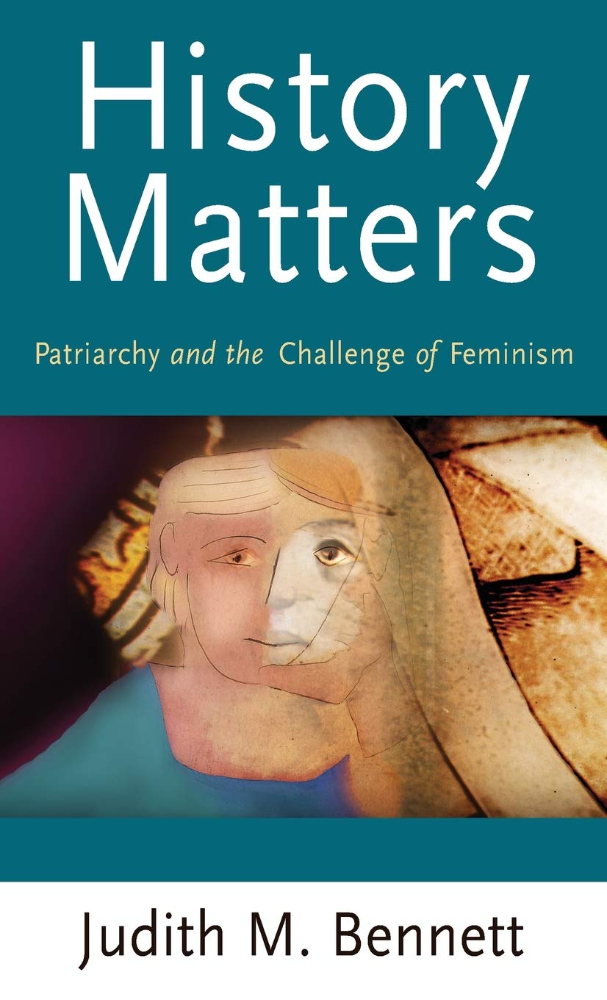 History
Matters
Patriarchy and the Challenge of Feminism
Judith M. Bennett